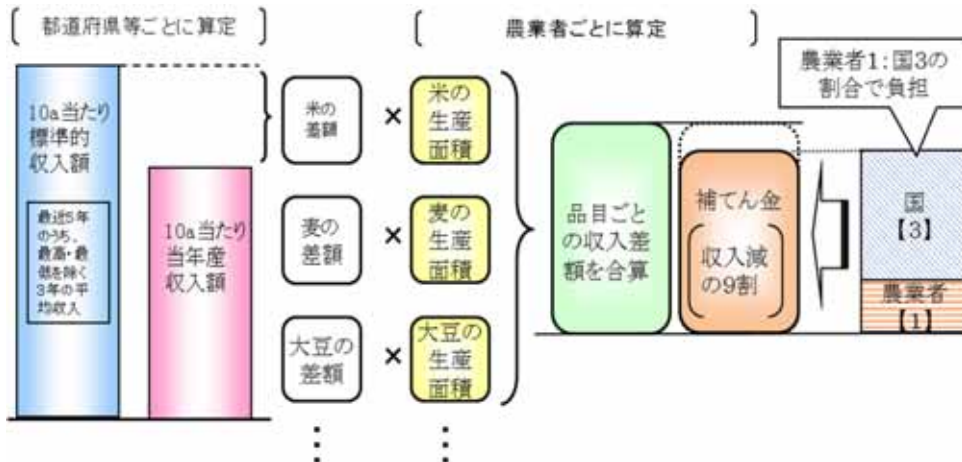 都道府県等ごとに算定
農業者ごとに算定
10a当たり
標準的
収入額
最近5年
のうち、
最高・最
低を除く
3年の平
均収入
10a当たり
当年産
収入額
米の
差額
×
米の
生産
面積
麦の
差額
×
麦の
生産
面積
大豆の
差額
×
大豆の
生産
面積
品目ごと
の収入差
額を合算
補てん金
収入減
の9割
農業者1:国3の
割合で負担
国
【3】
農業者
【1】